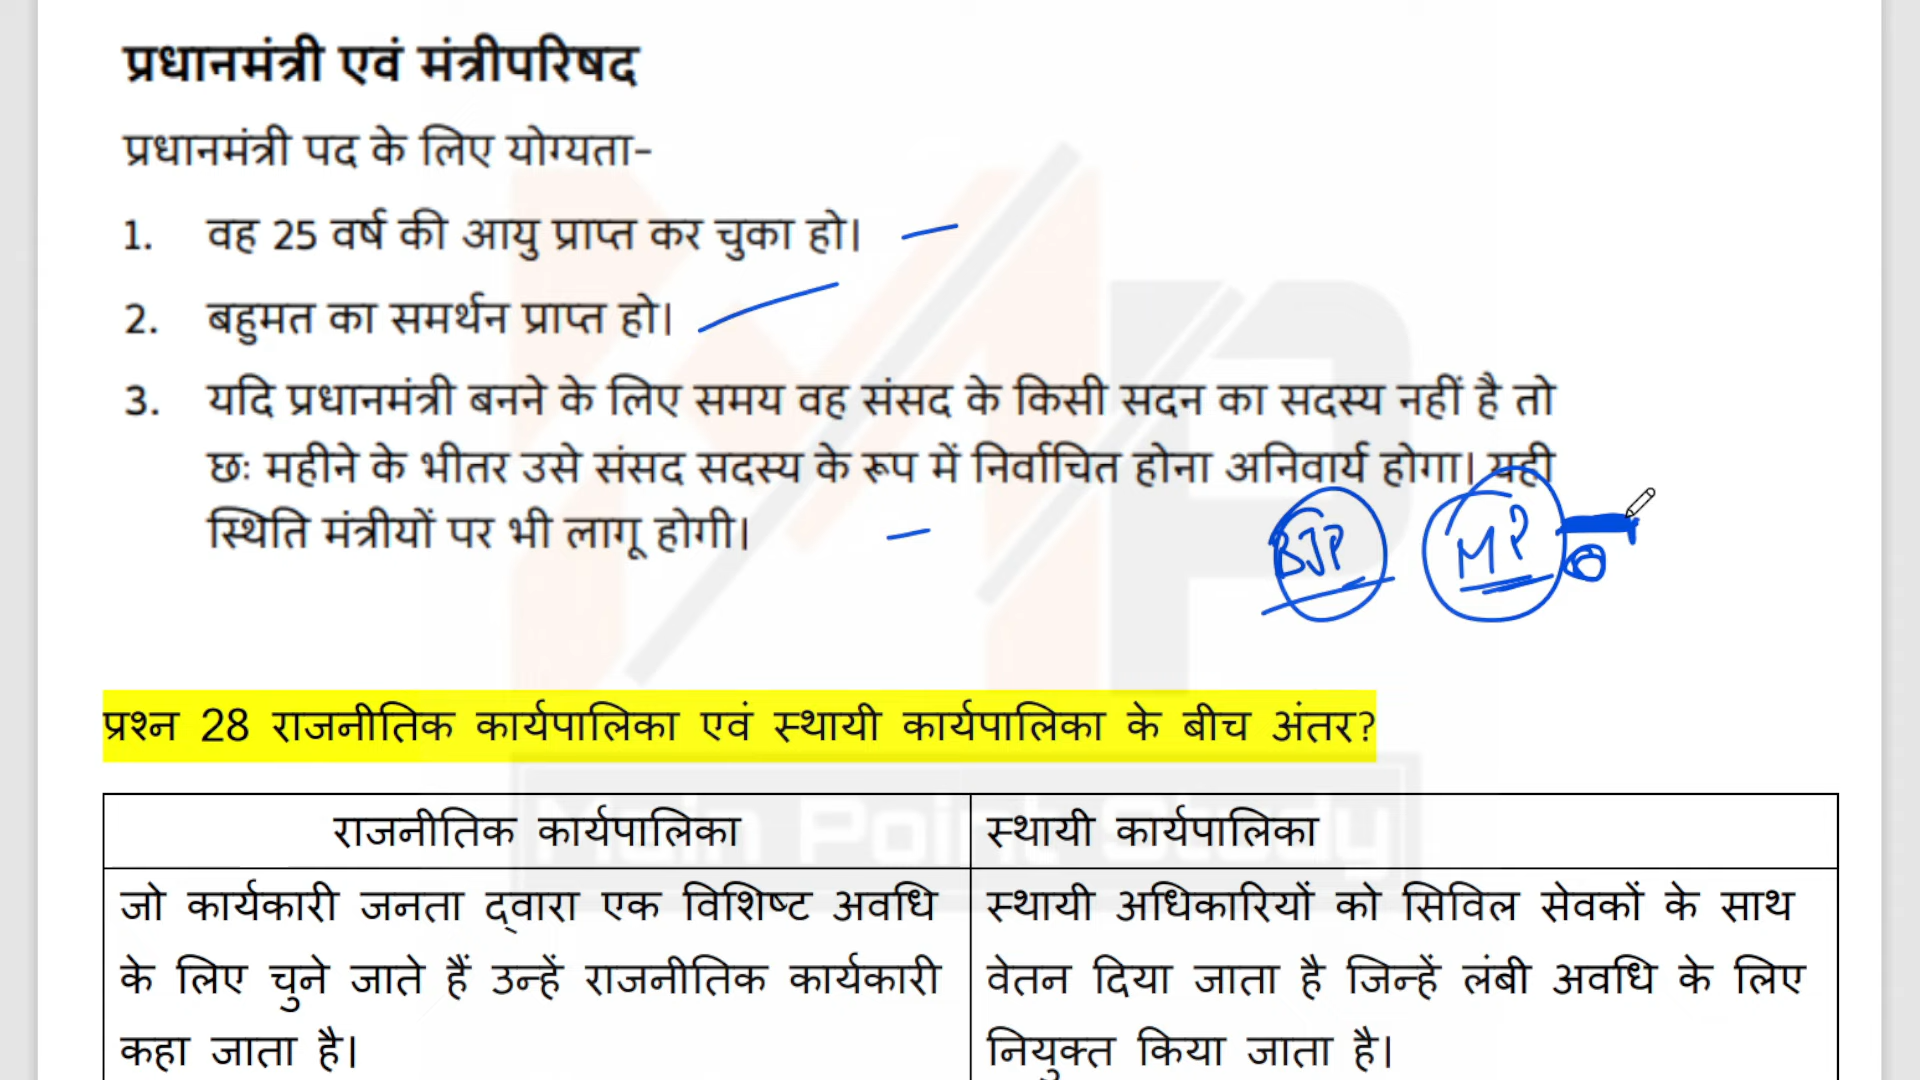 प्रधानमंत्री एवं मंत्रीपरिषद
प्रधानमंत्री पद के लिए योग्यता-
1. वह 25 वर्ष की आयु प्राप्त कर चुका हो।
2. बहुमत का समर्थन प्राप्त हो।
3. यदि प्रधानमंत्री बनने के लिए समय वह संसद के किसी सदन का सदस्य नहीं है तो
छः महीने के भीतर उसे संसद सदस्य के रूप में निर्वाचित होना अनिवार्य होगा। यही
स्थिति मंत्रीयों पर भी लागू होगी।
BJP MP
प्रश्न 28 राजनीतिक कार्यपालिका एवं स्थायी कार्यपालिका के बीच अंतर?
Main Point Study
राजनीतिक कार्यपालिका
जो कार्यकारी जनता द्वारा एक विशिष्ट अवधि
के लिए चुने जाते हैं उन्हें राजनीतिक कार्यकारी
कहा जाता है।
स्थायी कार्यपालिका
स्थायी अधिकारियों को सिविल सेवकों के साथ
वेतन दिया जाता है जिन्हें लंबी अवधि के लिए
नियुक्त किया जाता है।